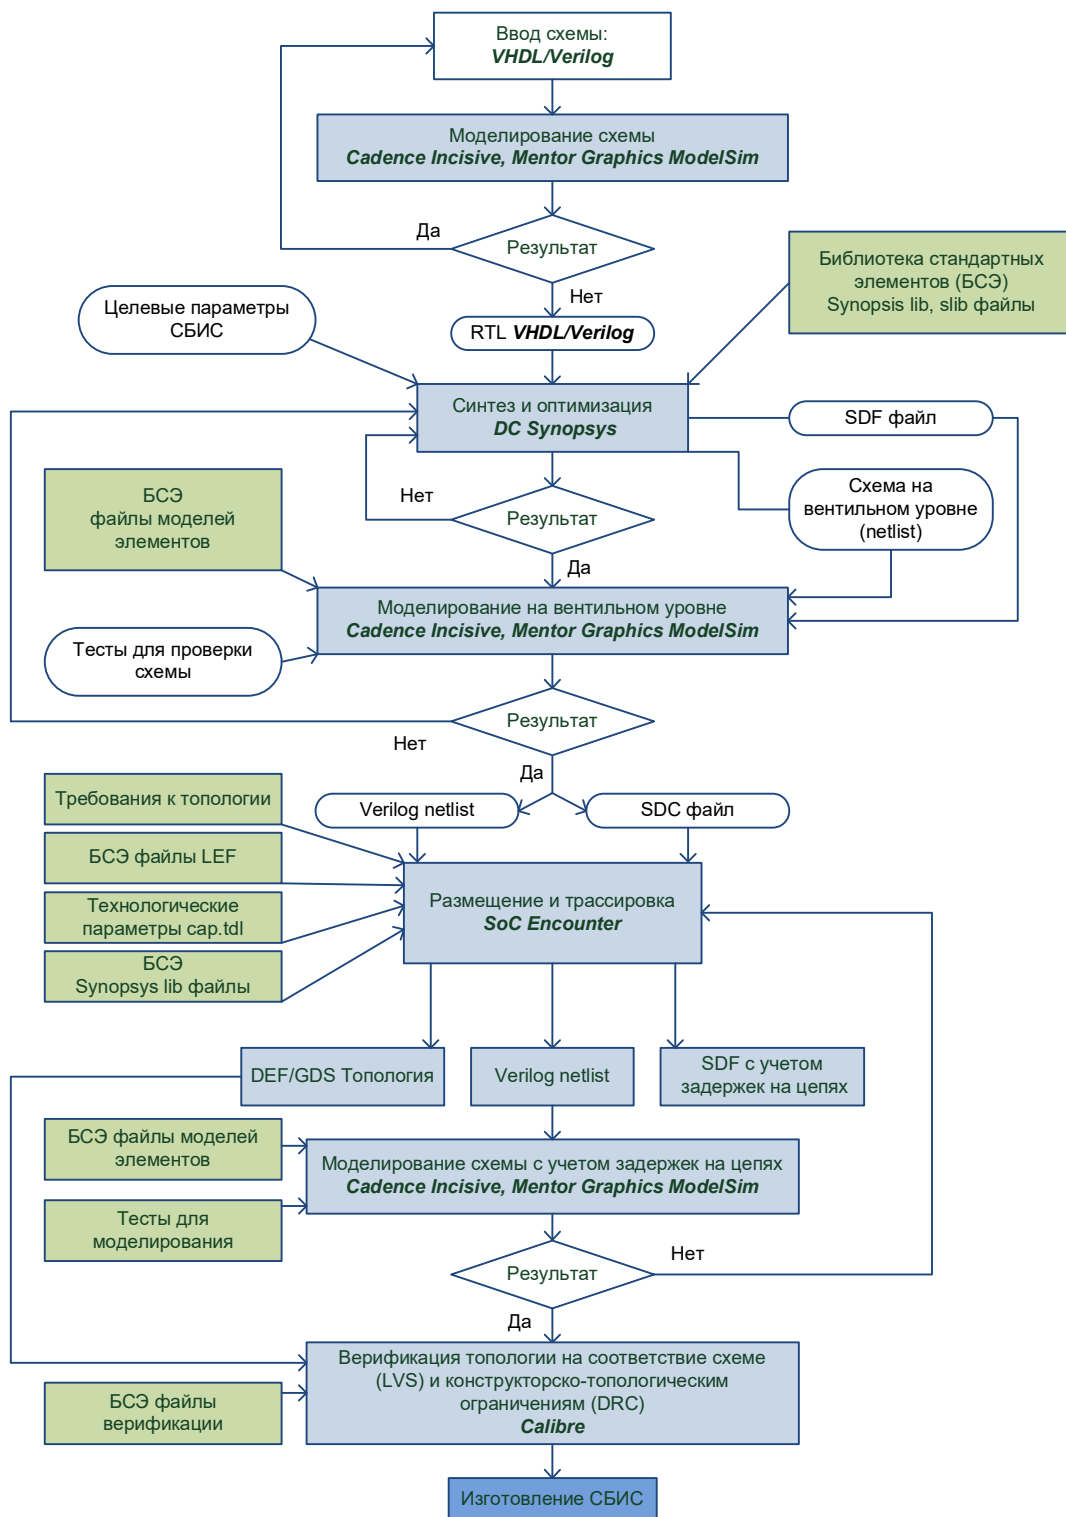 Ввод схемы:
VHDL/Verilog
Моделирование схемы
Cadence Incisive, Mentor Graphics ModelSim
Да
Результат
Нет
Библиотека стандартных
элементов (БСЭ)
Synopsis lib, slib файлы
Целевые параметры
СБИС
RTL VHDL/Verilog
Синтез и оптимизация
DC Synopsys
SDF файл
Нет
Результат
Схема на
вентильном уровне
(netlist)
БСЭ
файлы моделей
элементов
Да
Моделирование на вентильном уровне
Cadence Incisive, Mentor Graphics ModelSim
Тесты для проверки
схемы
Результат
Нет
Да
Требования к топологии
Verilog netlist
SDC файл
БСЭ файлы LEF
Технологические
параметры cap.tdl
БСЭ
Synopsys lib файлы
Размещение и трассировка
SoC Encounter
DEF/GDS Топология
Verilog netlist
SDF с учетом
задержек на цепях
БСЭ файлы моделей
элементов
Моделирование схемы с учетом задержек на цепях
Cadence Incisive, Mentor Graphics ModelSim
Тесты для
моделирования
Результат
Нет
Да
Верификация топологии на соответствие схеме
(LVS) и конструкторско-топологическим
ограничениям (DRC)
Calibre
БСЭ файлы
верификации
Изготовление СБИС